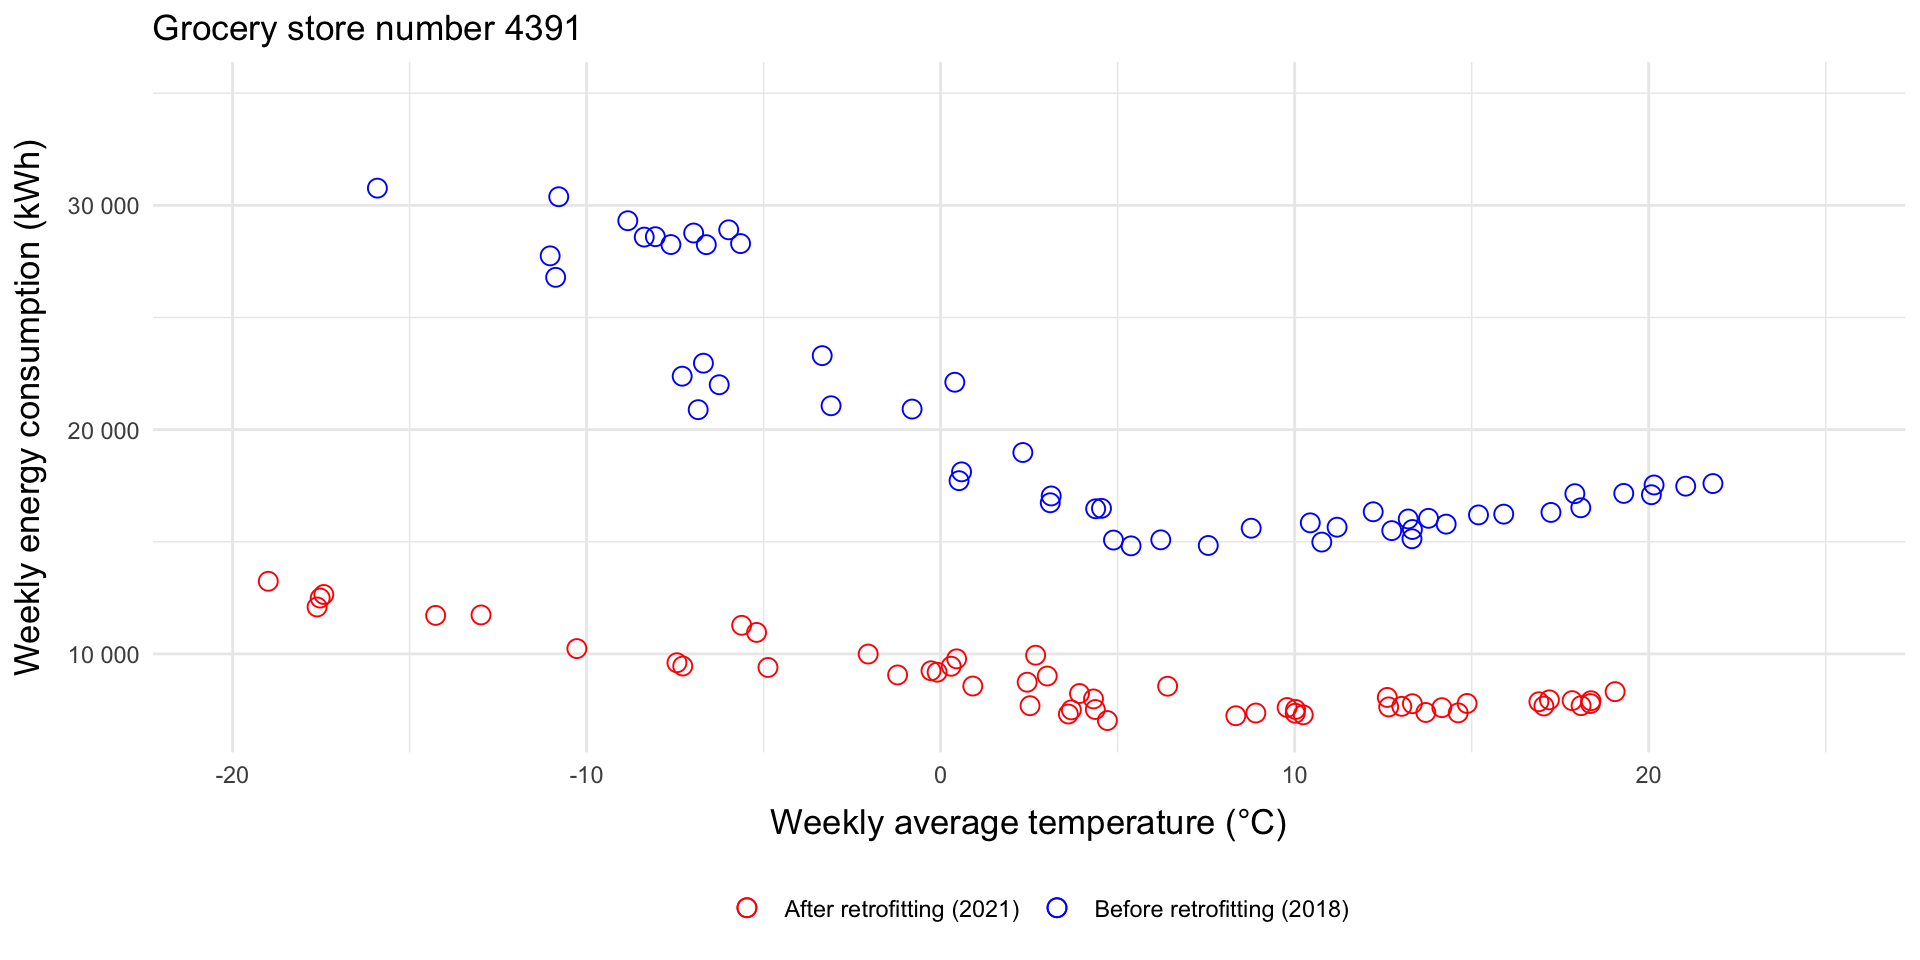 Grocery store number 4391
Weekly energy consumption (kWh)
30 000
20 000
10 000
-20 -10 0 10 20
Weekly average temperature (°C)
After retrofitting (2021) Before retrofitting (2018)